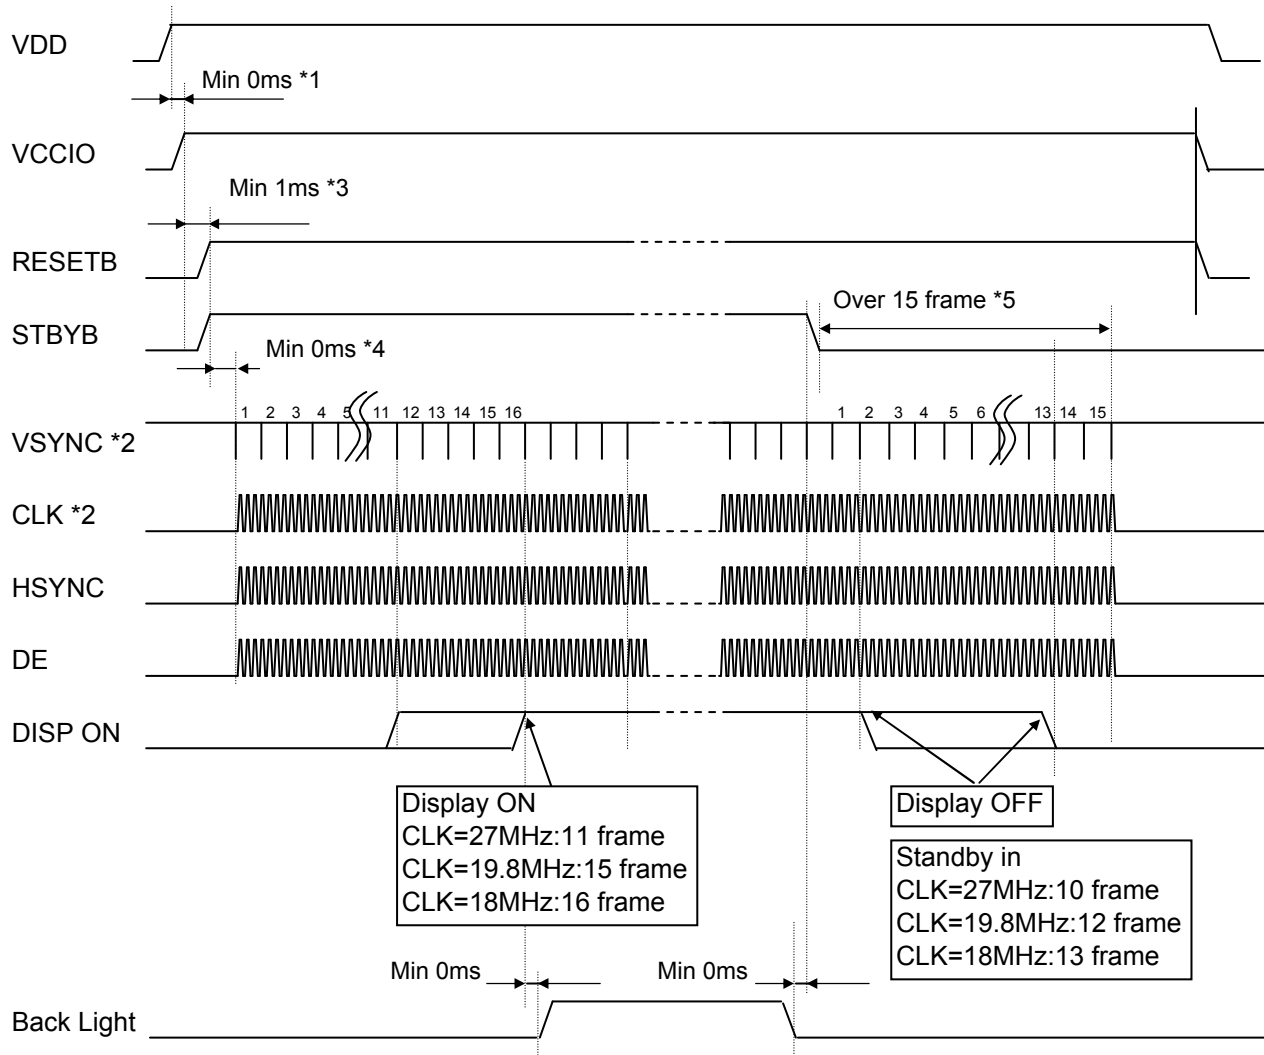 VDD
Min 0ms *1
VCCIO
Min 1ms *3
RESETB
Over 15 frame *5
STBYB
Min 0ms *4
1 2 3 4 5 11 12 13 14 15 16 1 2 3 4 5 6 13 14 15
VSYNC *2
CLK *2
HSYNC
DE
DISP ON
Display ON
CLK=27MHz:11 frame
CLK=19.8MHz:15 frame
CLK=18MHz:16 frame
Display OFF
Standby in
CLK=27MHz:10 frame
CLK=19.8MHz:12 frame
CLK=18MHz:13 frame
Min 0ms Min 0ms
Back Light